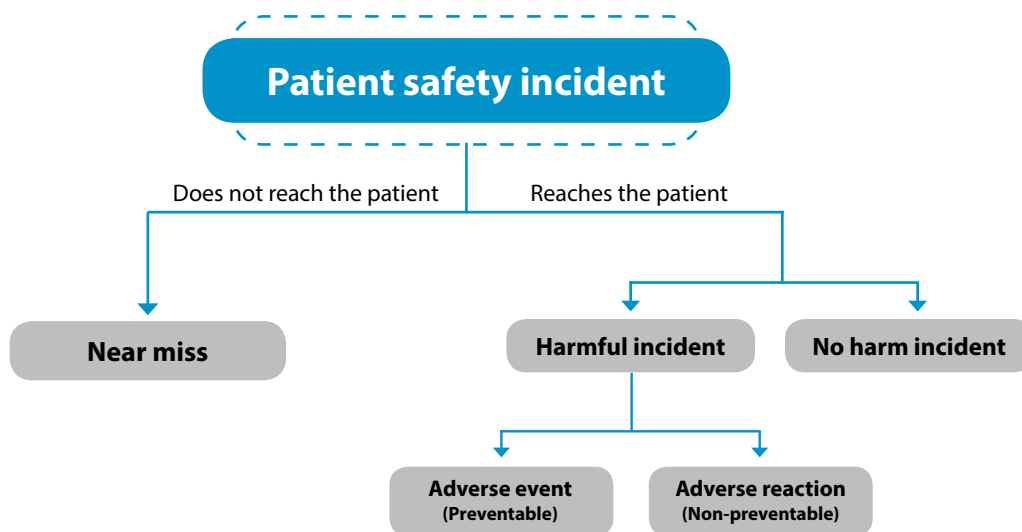 Patient safety incident
Does not reach the patient
Reaches the patient
Near miss
Harmful incident
No harm incident
Adverse event
(Preventable)
Adverse reaction
(Non-preventable)